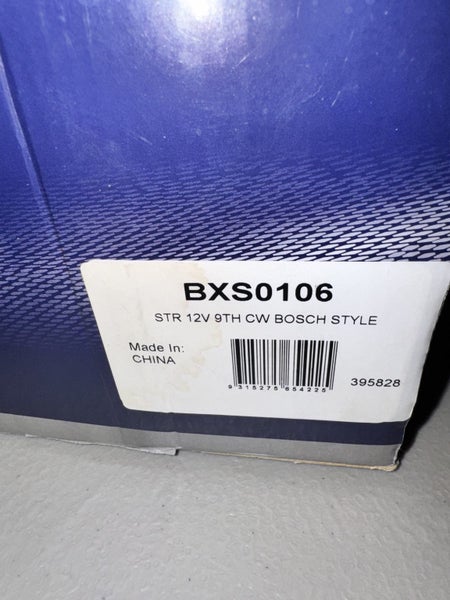 BXS0106
STR 12V 9TH CW BOSCH STYLE
Made In:
CHINA
9 315275 654225
395828